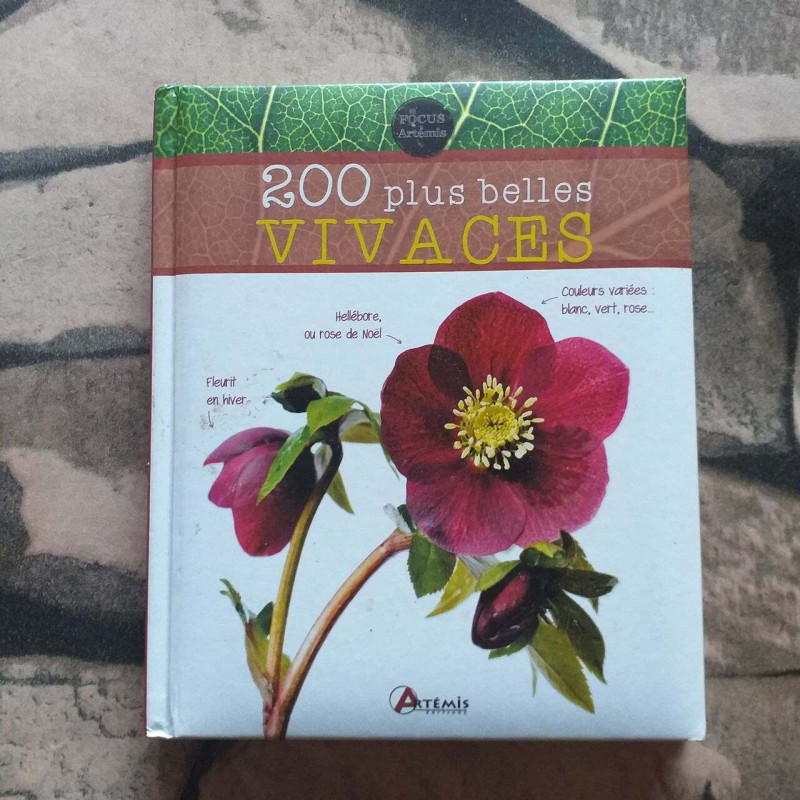 FOCUS
Artémis
200 plus belles
VIVACES
Couleurs variées :
blanc, vert, rose...
Hellébore,
ou rose de Noël
Fleurit
en hiver
ARTÉMIS
ÉDITIONS